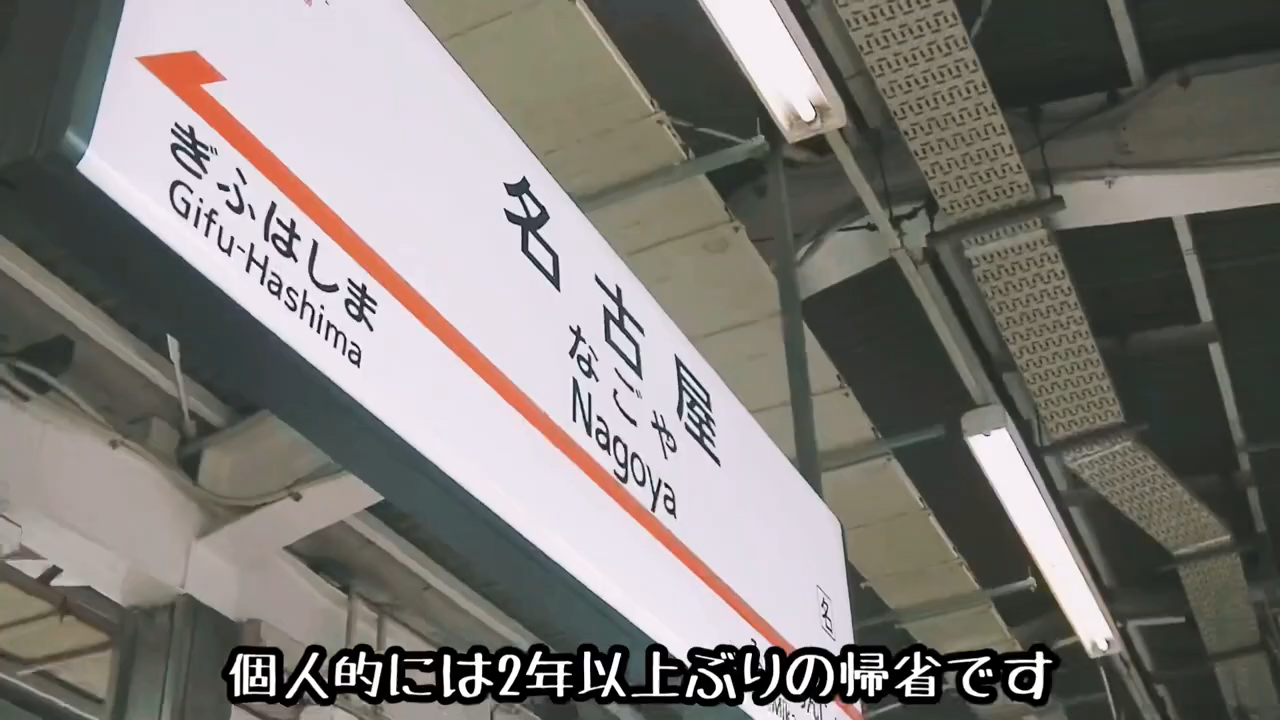 名古屋
なごや
Nagoya
ぎふはしま
Gifu-Hashima
名
個人的には2年以上ぶりの帰省です